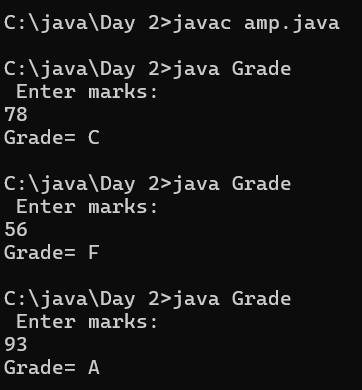 C:\java\Day 2>javac amp.java
C:\java\Day 2>java Grade
Enter marks:
78
Grade= C
C:\java\Day 2>java Grade
Enter marks:
56
Grade= F
C:\java\Day 2>java Grade
Enter marks:
93
Grade= A